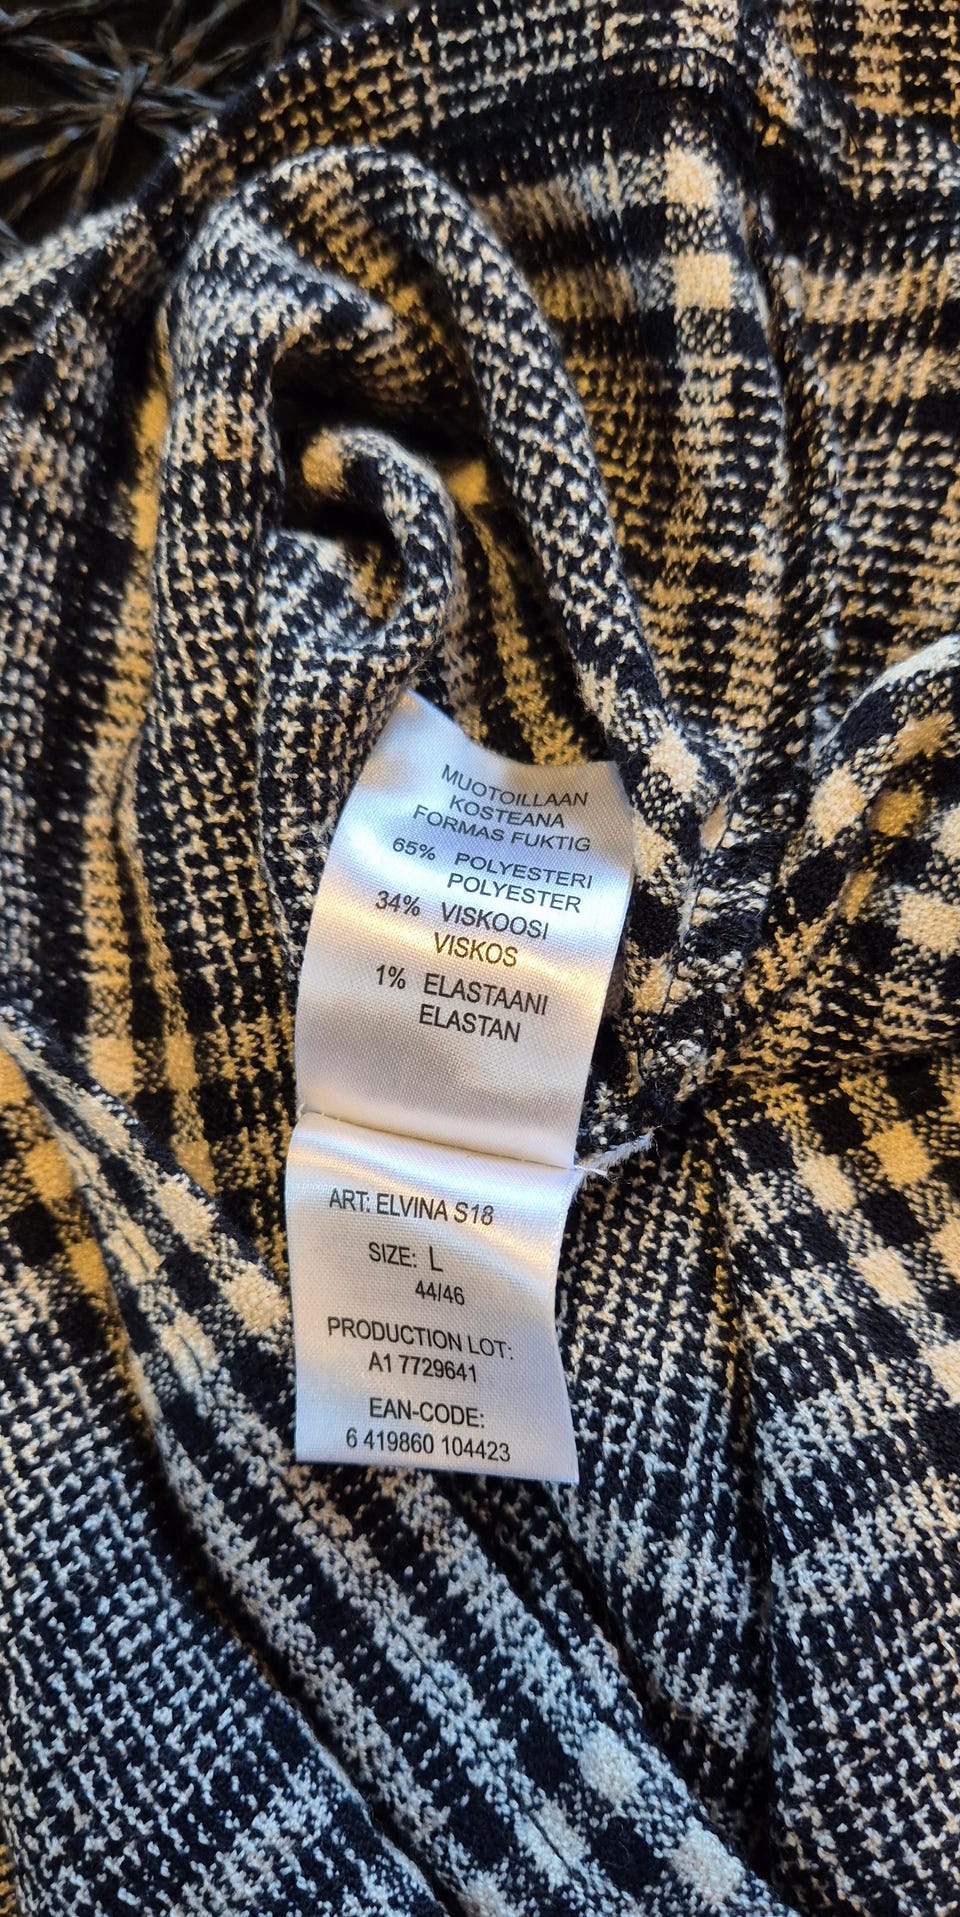 MUOTOILLAAN
KOSTEANA
FORMAS FUKTIG
65% POLYESTERI
POLYESTER
34% VISKOOSI
VISKOS
1% ELASTAANI
ELASTAN
ART: ELVINA S18
SIZE: L
44/46
PRODUCTION LOT:
A1 7729641
EAN-CODE:
6 419860 104423